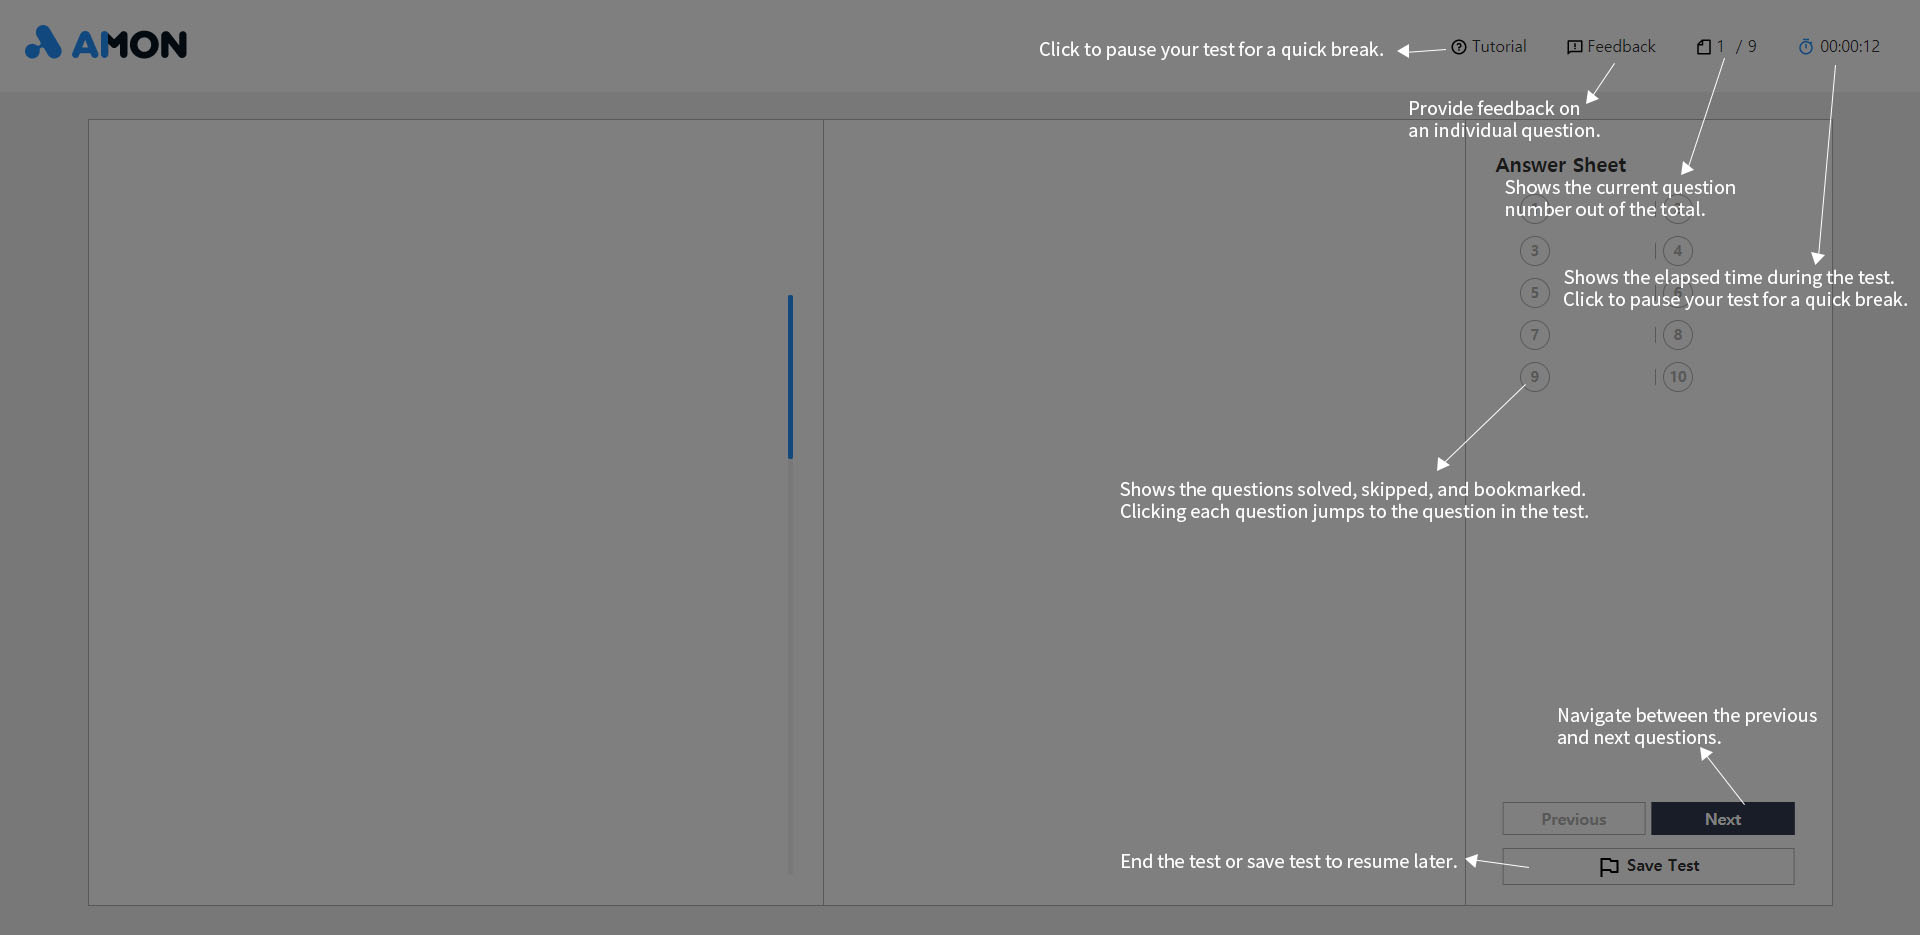 AMON
Click to pause your test for a quick break.
Tutorial
Feedback
1 / 9
00:00:12
Provide feedback on
an individual question.
Answer Sheet
Shows the current question
number out of the total.
3 | 4
Shows the elapsed time during the test.
Click to pause your test for a quick break.
5 6
7 | 8
9 | 10
Shows the questions solved, skipped, and bookmarked.
Clicking each question jumps to the question in the test.
Navigate between the previous
and next questions.
Previous
Next
End the test or save test to resume later.
Save Test